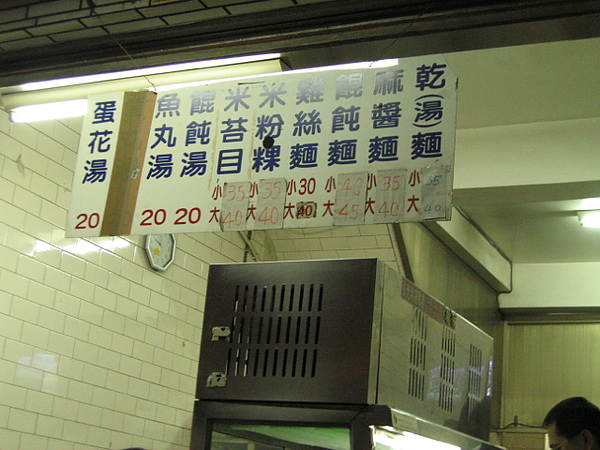 乾(湯)麵
小35
大40
麻醬麵
小35
大40
餛飩麵
小40
大45
雞絲麵
小30
大40
米粉粿
小35
大40
米苔目
小35
大40
餛飩湯
20
魚丸湯
20
蛋花湯
20